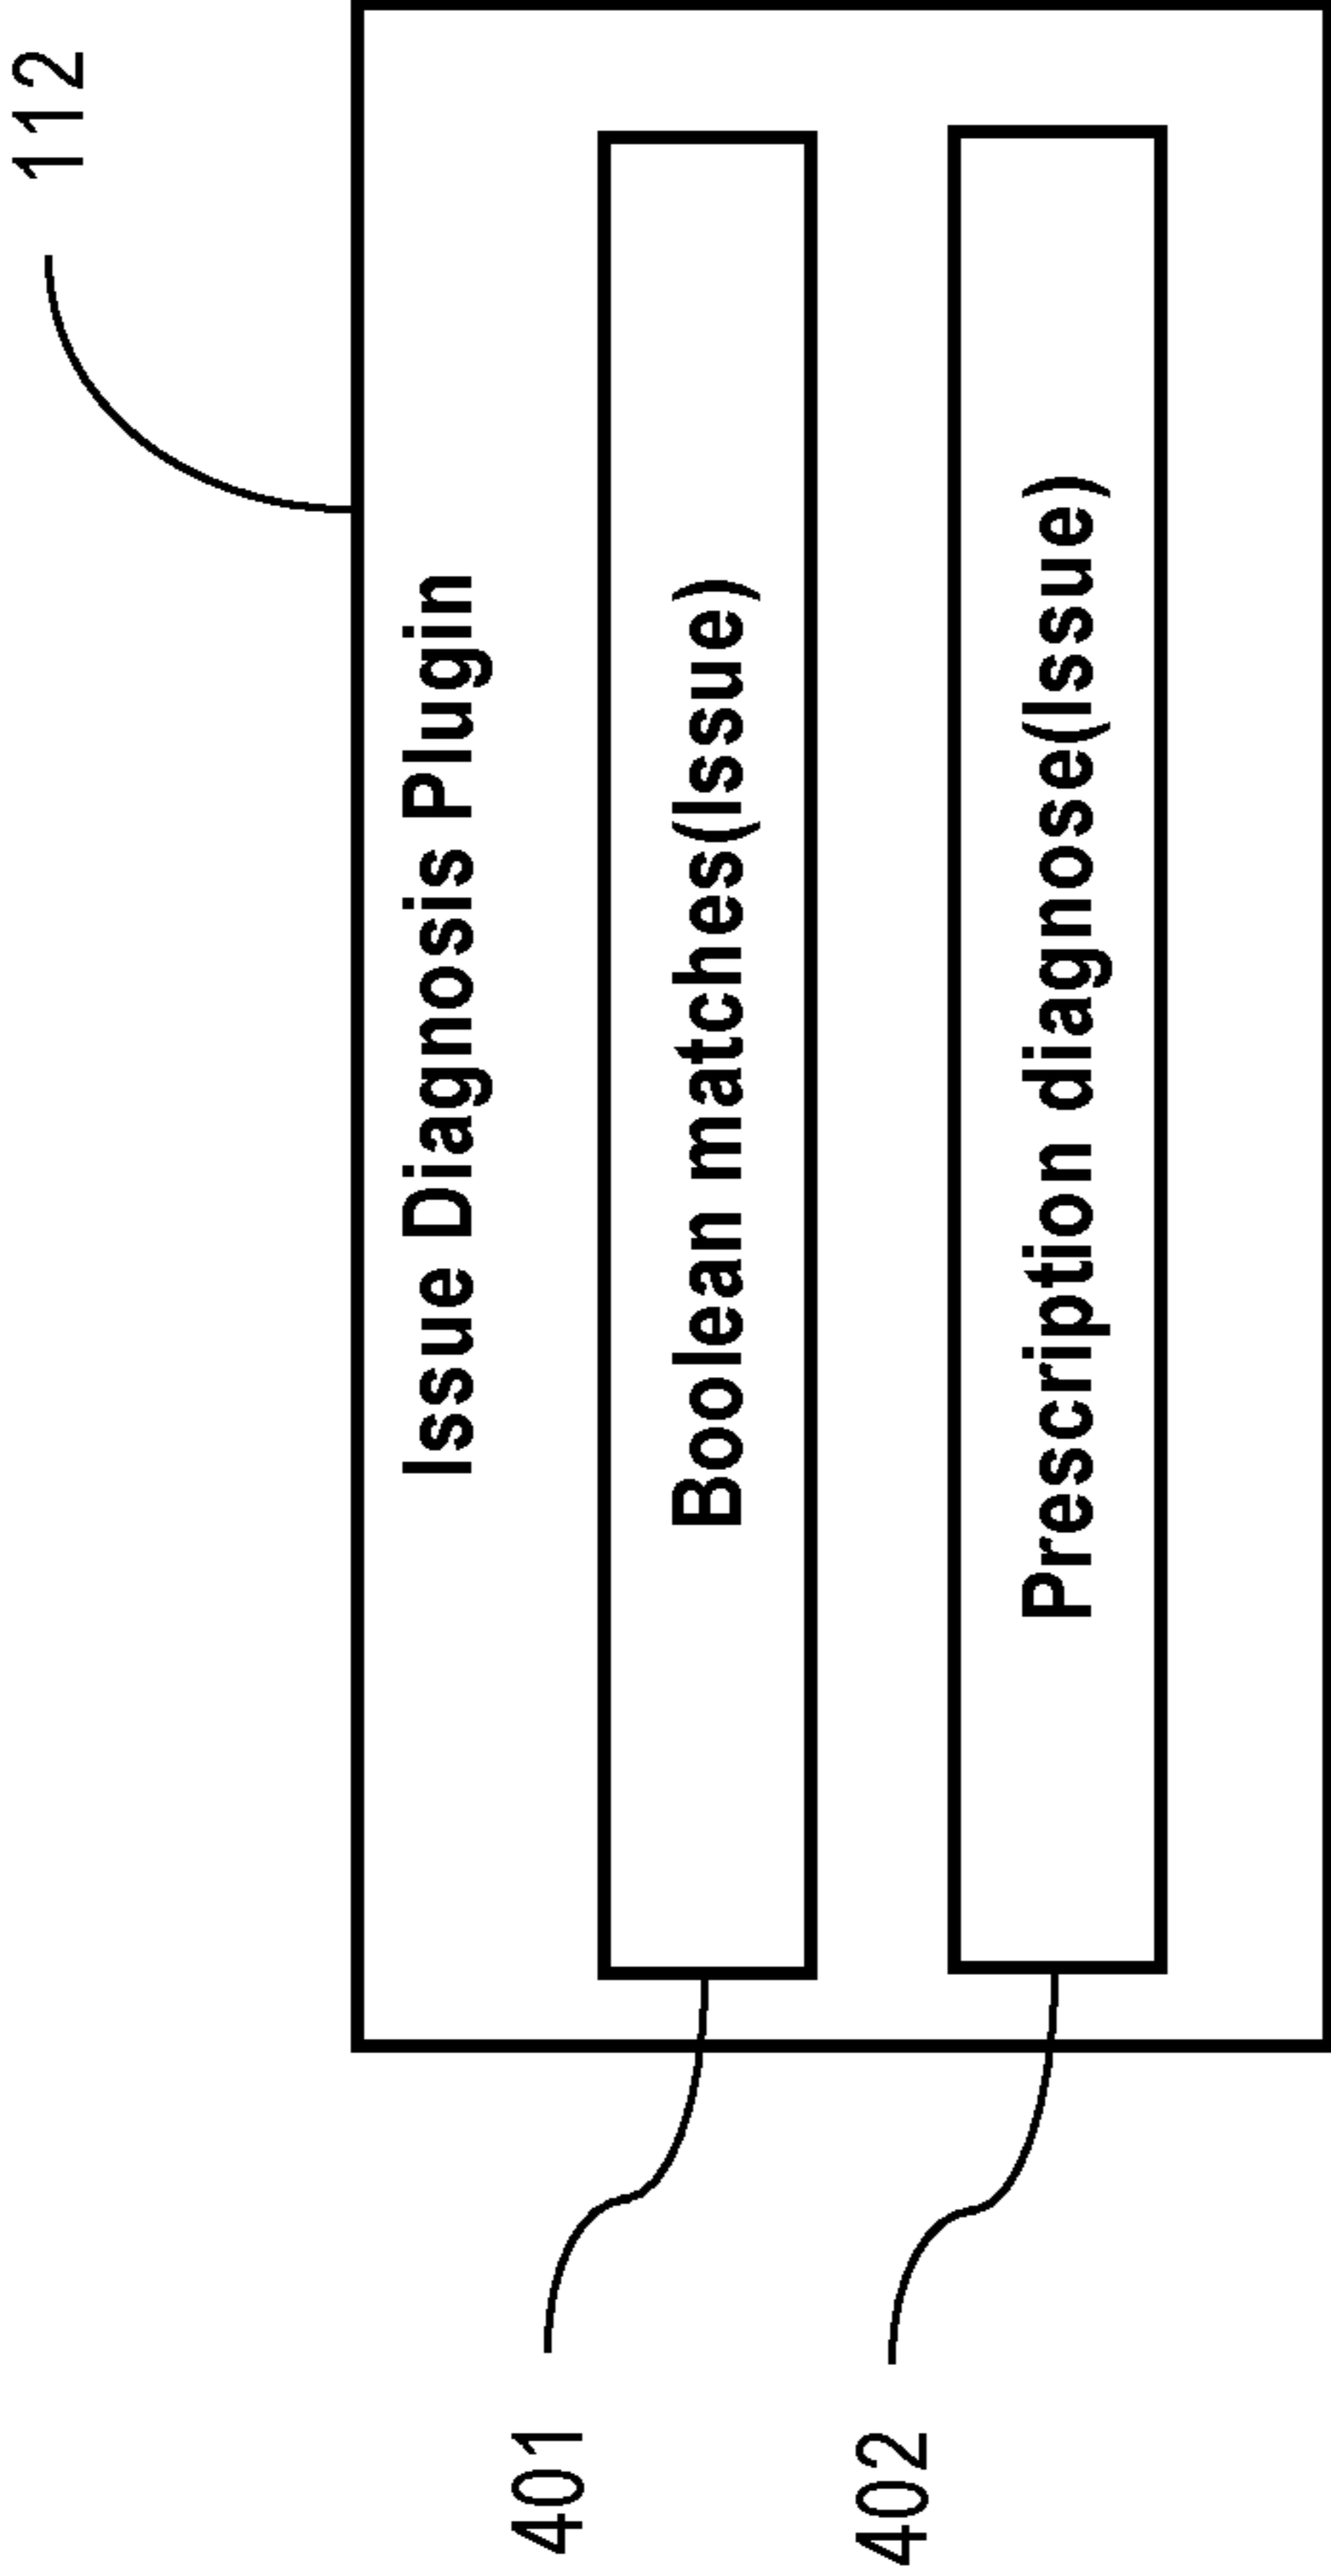 112
Issue Diagnosis Plugin
401
Boolean matches(Issue)
402
Prescription diagnose(Issue)